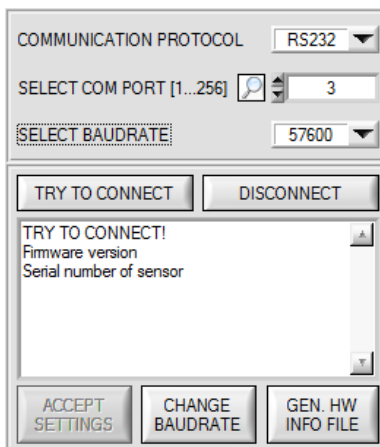 COMMUNICATION PROTOCOL RS232
SELECT COM PORT [1...256] 3
SELECT BAUDRATE 57600
TRY TO CONNECT DISCONNECT
TRY TO CONNECT!
Firmware version
Serial number of sensor
ACCEPT CHANGE GEN. HW
SETTINGS BAUDRATE INFO FILE